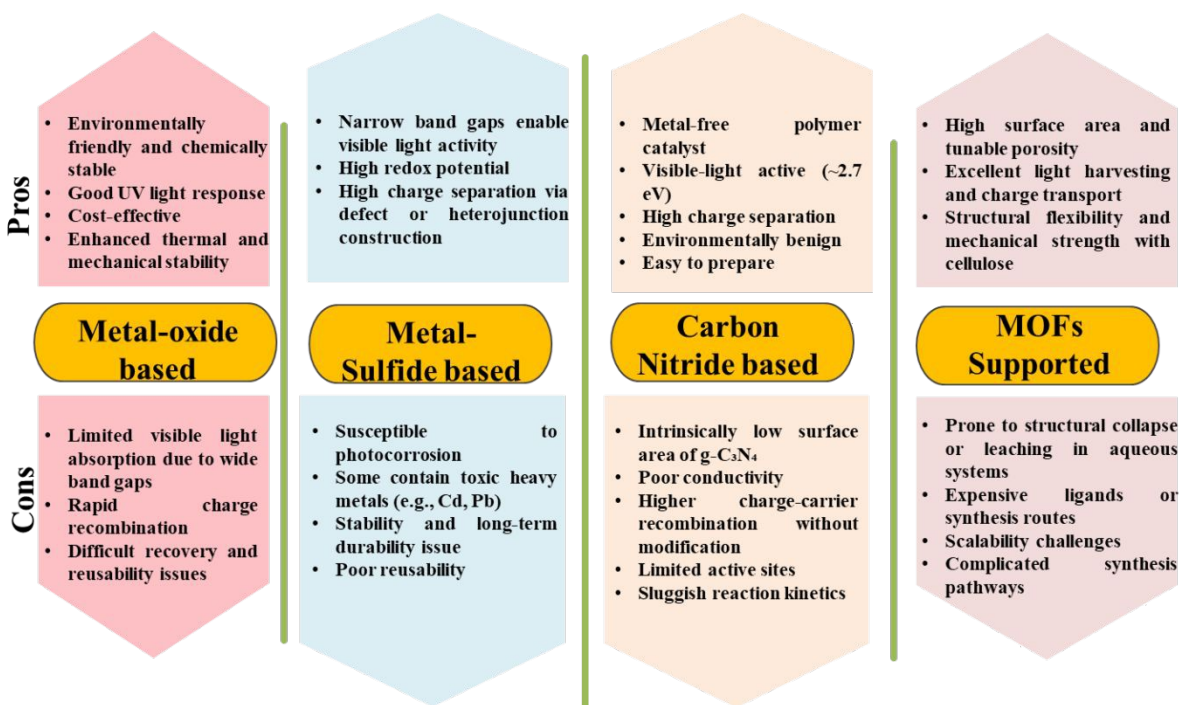 Pros
• Environmentally
friendly and chemically
stable
• Good UV light response
• Cost-effective
• Enhanced thermal and
mechanical stability
• Narrow band gaps enable
visible light activity
• High redox potential
• High charge separation via
defect or heterojunction
construction
• Metal-free polymer
catalyst
• Visible-light active (~2.7
eV)
• High charge separation
• Environmentally benign
• Easy to prepare
• High surface area and
tunable porosity
• Excellent light harvesting
and charge transport
• Structural flexibility and
mechanical strength with
cellulose
Metal-oxide
based
Metal-
Sulfide based
Carbon
Nitride based
MOFs
Supported
Cons
• Limited visible light
absorption due to wide
band gaps
• Rapid charge
recombination
• Difficult recovery and
reusability issues
• Susceptible to
photocorrosion
• Some contain toxic heavy
metals (e.g., Cd, Pb)
• Stability and long-term
durability issue
• Poor reusability
• Intrinsically low surface
area of g-C₃N₄
• Poor conductivity
• Higher charge-carrier
recombination without
modification
• Limited active sites
• Sluggish reaction kinetics
• Prone to structural collapse
or leaching in aqueous
systems
• Expensive ligands or
synthesis routes
• Scalability challenges
• Complicated synthesis
pathways